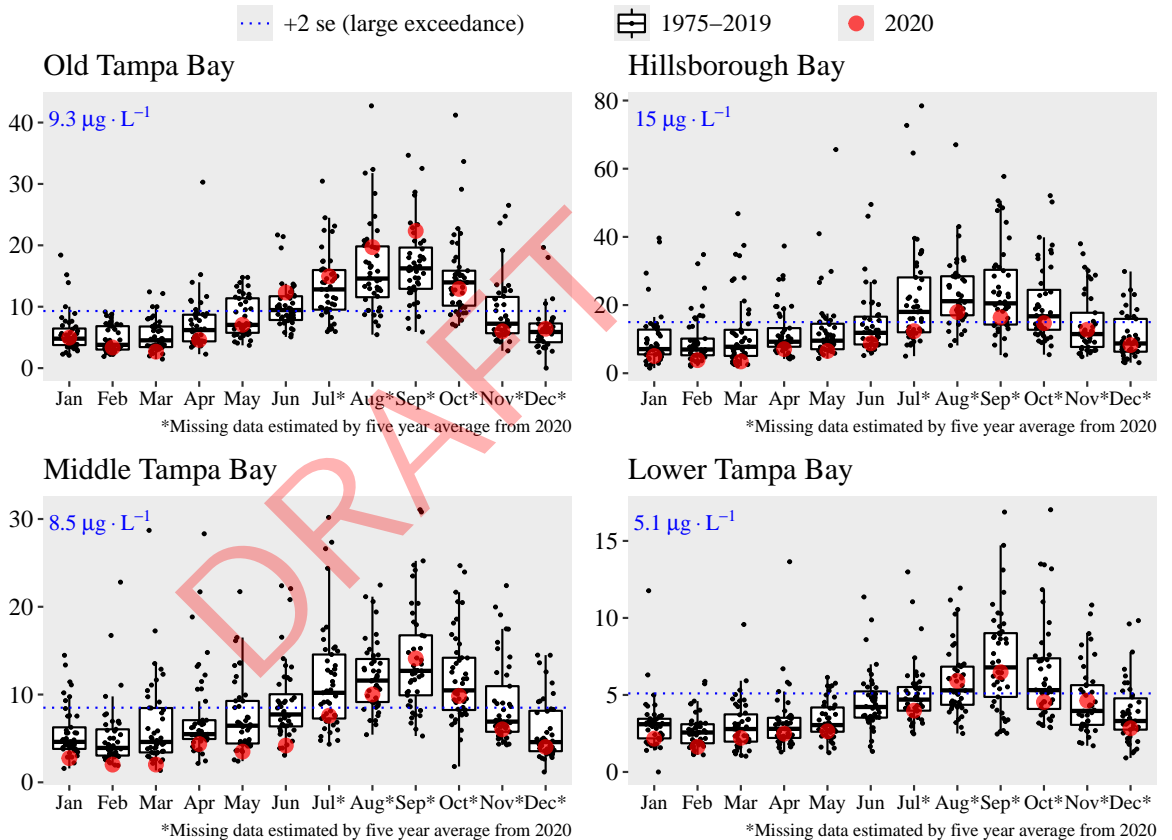 +2 se (large exceedance) 1975−2019 2020
Old Tampa Bay
9.3 μg ⋅ L−1
40
30
20
10
0
Jan Feb Mar Apr May Jun Jul* Aug* Sep* Oct* Nov* Dec*
*Missing data estimated by five year average from 2020
Hillsborough Bay
15 μg ⋅ L−1
80
60
40
20
0
Jan Feb Mar Apr May Jun Jul* Aug* Sep* Oct* Nov* Dec*
*Missing data estimated by five year average from 2020
Middle Tampa Bay
8.5 μg ⋅ L−1
30
20
10
0
Jan Feb Mar Apr May Jun Jul* Aug* Sep* Oct* Nov* Dec*
*Missing data estimated by five year average from 2020
Lower Tampa Bay
5.1 μg ⋅ L−1
15
10
5
0
Jan Feb Mar Apr May Jun Jul* Aug* Sep* Oct* Nov* Dec*
*Missing data estimated by five year average from 2020
DRAFT